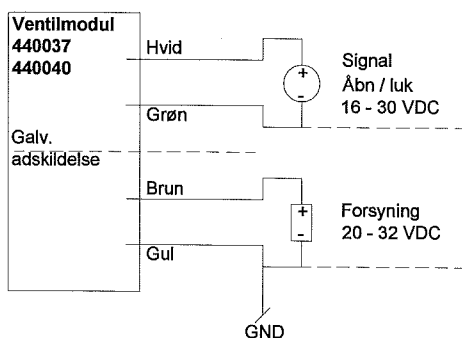 Ventilmodul
440037
440040
Hvid
Signal
Åbn / luk
16 - 30 VDC
Grøn
Galv.
adskildelse
Brun
Forsyning
20 - 32 VDC
Gul
GND